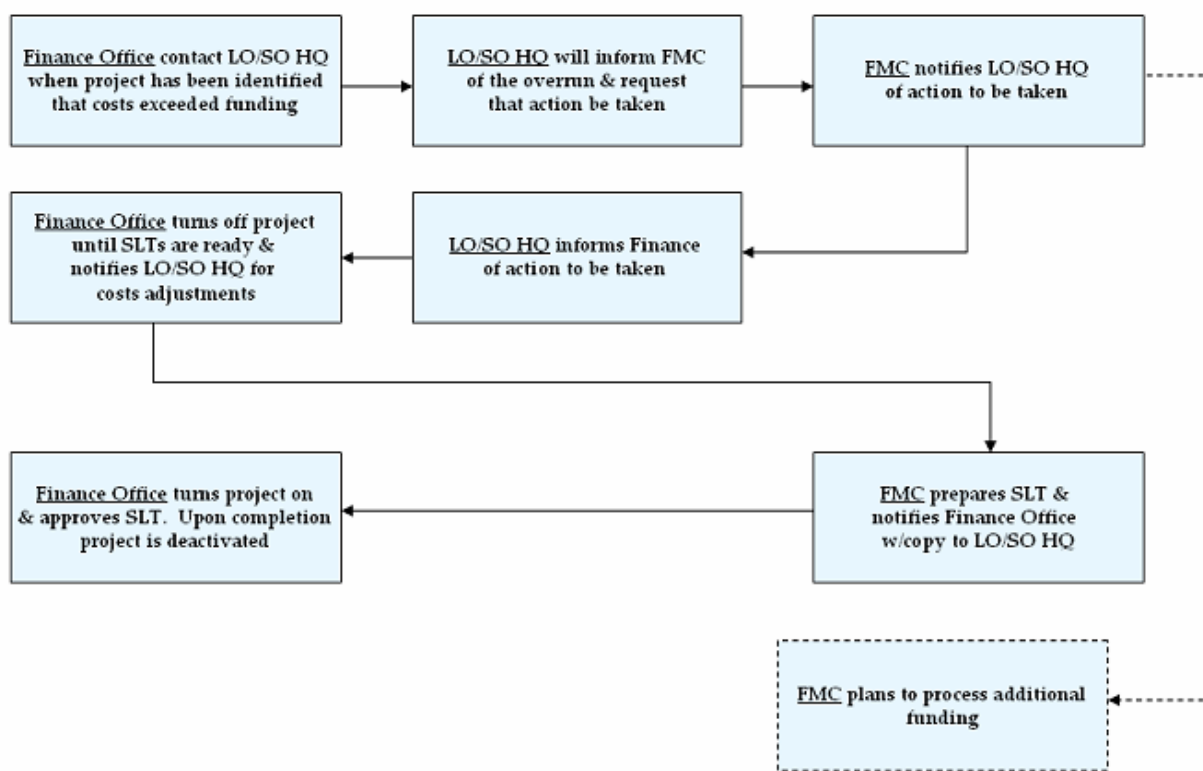 Finance Office contact LO/SO HQ
when project has been identified
that costs exceeded funding
LO/SO HQ will inform FMC
of the overrun & request
that action be taken
FMC notifies LO/SO HQ
of action to be taken
Finance Office turns off project
until SLTs are ready &
notifies LO/SO HQ for
costs adjustments
LO/SO HQ informs Finance
of action to be taken
Finance Office turns project on
& approves SLT. Upon completion
project is deactivated
FMC prepares SLT &
notifies Finance Office
w/copy to LO/SO HQ
FMC plans to process additional
funding